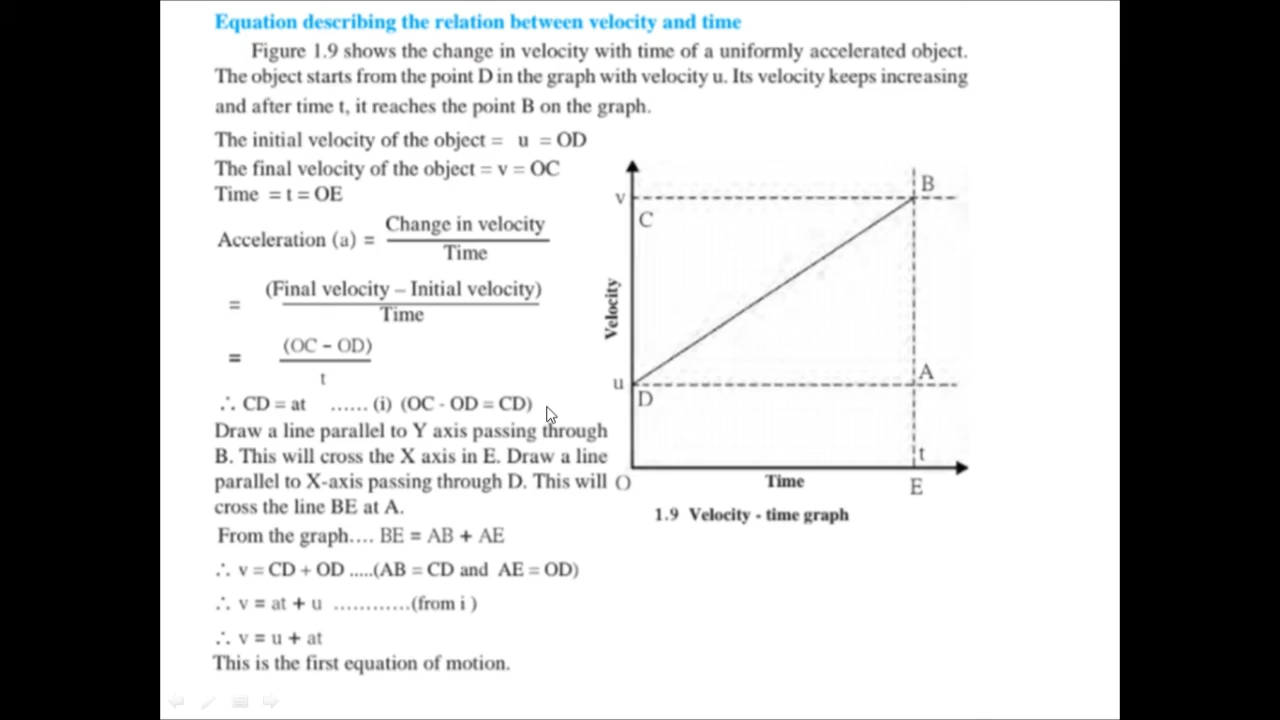 Equation describing the relation between velocity and time
Figure 1.9 shows the change in velocity with time of a uniformly accelerated object.
The object starts from the point D in the graph with velocity u. Its velocity keeps increasing
and after time t, it reaches the point B on the graph.
The initial velocity of the object = u = OD
The final velocity of the object = v = OC
Time = t = OE
Acceleration (a) = Change in velocity
Time
= (Final velocity – Initial velocity)
Time
= (OC – OD)
t
∴ CD = at ...... (i) (OC - OD = CD)
Draw a line parallel to Y axis passing through
B. This will cross the X axis in E. Draw a line
parallel to X-axis passing through D. This will
cross the line BE at A.
From the graph.... BE = AB + AE
∴ v = CD + OD .....(AB = CD and AE = OD)
∴ v = at + u ............(from i )
∴ v = u + at
This is the first equation of motion.
B
v
C
Velocity
A
u
D
t
O
Time
E
1.9 Velocity - time graph